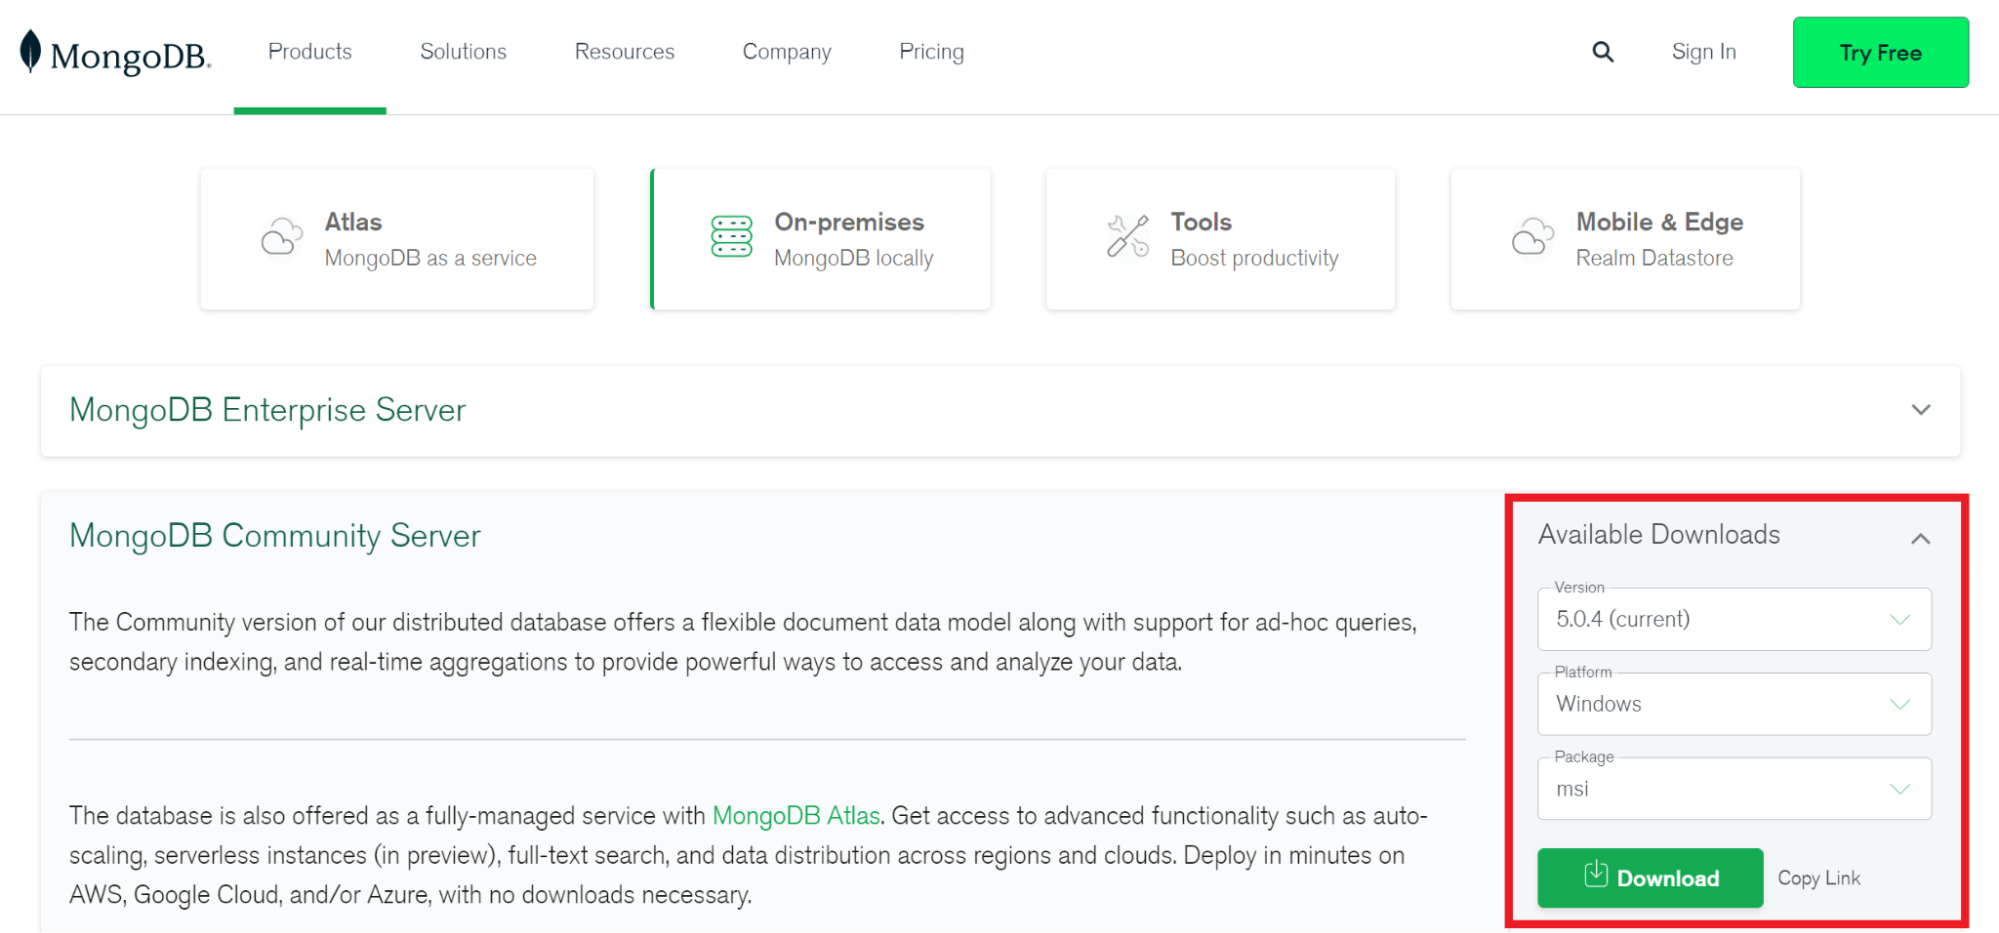 MongoDB®
Products
Solutions
Resources
Company
Pricing
Sign In
Try Free
Atlas
MongoDB as a service
On-premises
MongoDB locally
Tools
Boost productivity
Mobile & Edge
Realm Datastore
MongoDB Enterprise Server
MongoDB Community Server
The Community version of our distributed database offers a flexible document data model along with support for ad-hoc queries,
secondary indexing, and real-time aggregations to provide powerful ways to access and analyze your data.
The database is also offered as a fully-managed service with MongoDB Atlas. Get access to advanced functionality such as auto-
scaling, serverless instances (in preview), full-text search, and data distribution across regions and clouds. Deploy in minutes on
AWS, Google Cloud, and/or Azure, with no downloads necessary.
Available Downloads
Version
5.0.4 (current)
Platform
Windows
Package
msi
Download
Copy Link